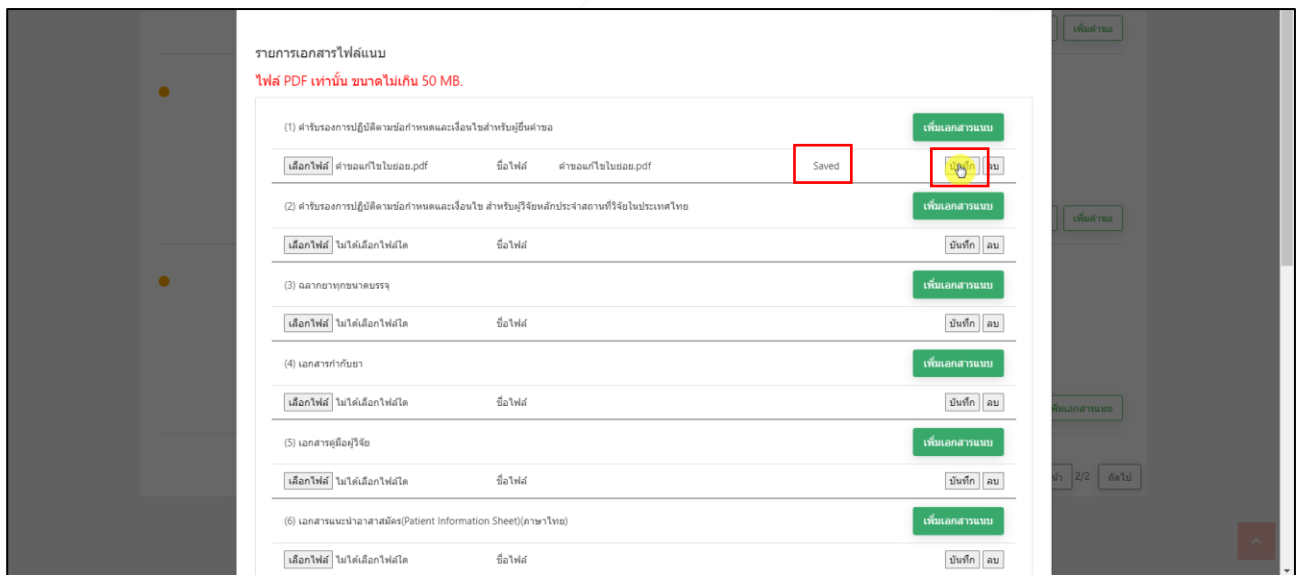 เพิ่มคำขอ
รายการเอกสารไฟล์แนบ
ไฟล์ PDF เท่านั้น ขนาดไม่เกิน 50 MB.
(1) คำรับรองการปฏิบัติตามข้อกำหนดและเงื่อนไขสำหรับผู้ยื่นคำขอ เพิ่มเอกสารแนบ
เลือกไฟล์ คำขอแก้ไขใบย่อย.pdf ชื่อไฟล์ คำขอแก้ไขใบย่อย.pdf Saved บันทึก ลบ
(2) คำรับรองการปฏิบัติตามข้อกำหนดและเงื่อนไข สำหรับผู้วิจัยหลักประจำสถานที่วิจัยในประเทศไทย เพิ่มเอกสารแนบ
เพิ่มคำขอ
เลือกไฟล์ ไม่ได้เลือกไฟล์ใด ชื่อไฟล์ บันทึก ลบ
(3) ฉลากยาทุกขนาดบรรจุ เพิ่มเอกสารแนบ
เลือกไฟล์ ไม่ได้เลือกไฟล์ใด ชื่อไฟล์ บันทึก ลบ
(4) เอกสารกำกับยา เพิ่มเอกสารแนบ
เลือกไฟล์ ไม่ได้เลือกไฟล์ใด ชื่อไฟล์ บันทึก ลบ
เพิ่มเอกสารแนบ
(5) เอกสารคู่มือผู้วิจัย เพิ่มเอกสารแนบ
เลือกไฟล์ ไม่ได้เลือกไฟล์ใด ชื่อไฟล์ บันทึก ลบ
2/2 ถัดไป
(6) เอกสารแนะนำอาสาสมัคร(Patient Information Sheet)(ภาษาไทย) เพิ่มเอกสารแนบ
เลือกไฟล์ ไม่ได้เลือกไฟล์ใด ชื่อไฟล์ บันทึก ลบ